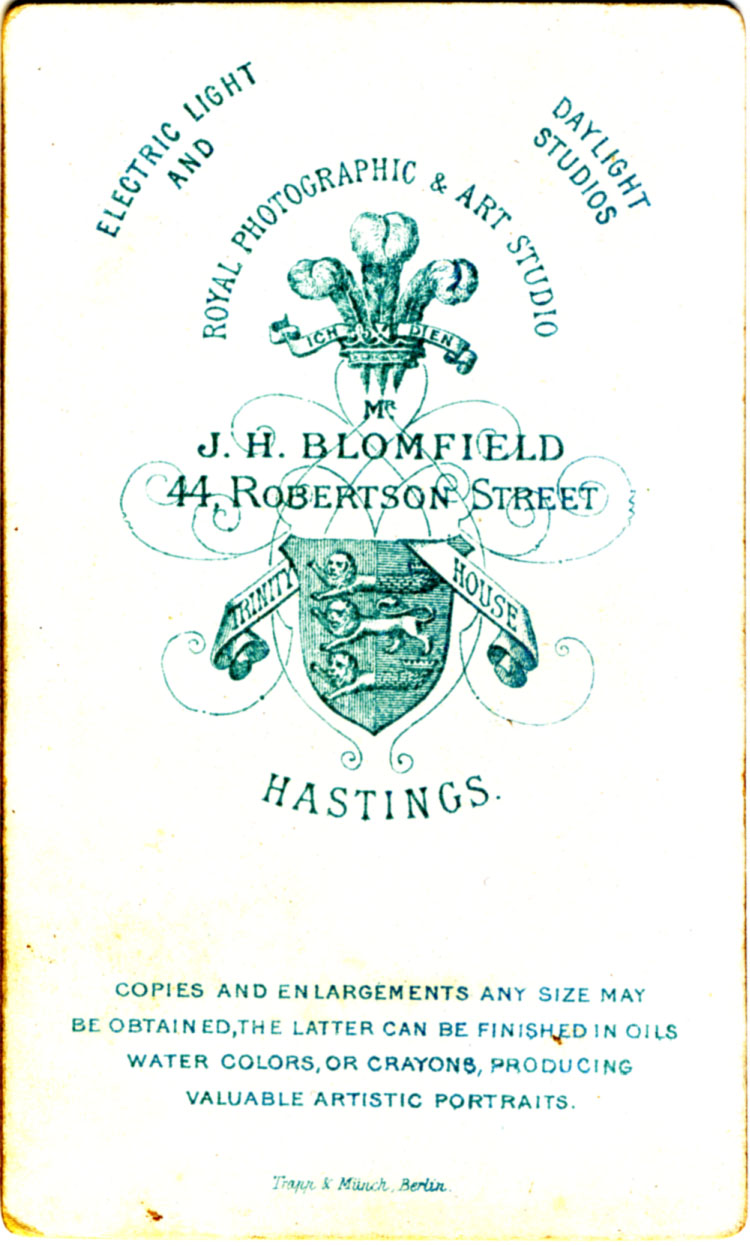 ELECTRIC LIGHT
AND
DAYLIGHT
STUDIOS
ROYAL PHOTOGRAPHIC & ART STUDIO
ICH DIEN
MR
J. H. BLOMFIELD
44, ROBERTSON STREET
TRINITY HOUSE
HASTINGS.
COPIES AND ENLARGEMENTS ANY SIZE MAY
BE OBTAINED, THE LATTER CAN BE FINISHED IN OILS
WATER COLORS, OR CRAYONS, PRODUCING
VALUABLE ARTISTIC PORTRAITS.
Trapp & Münch, Berlin.